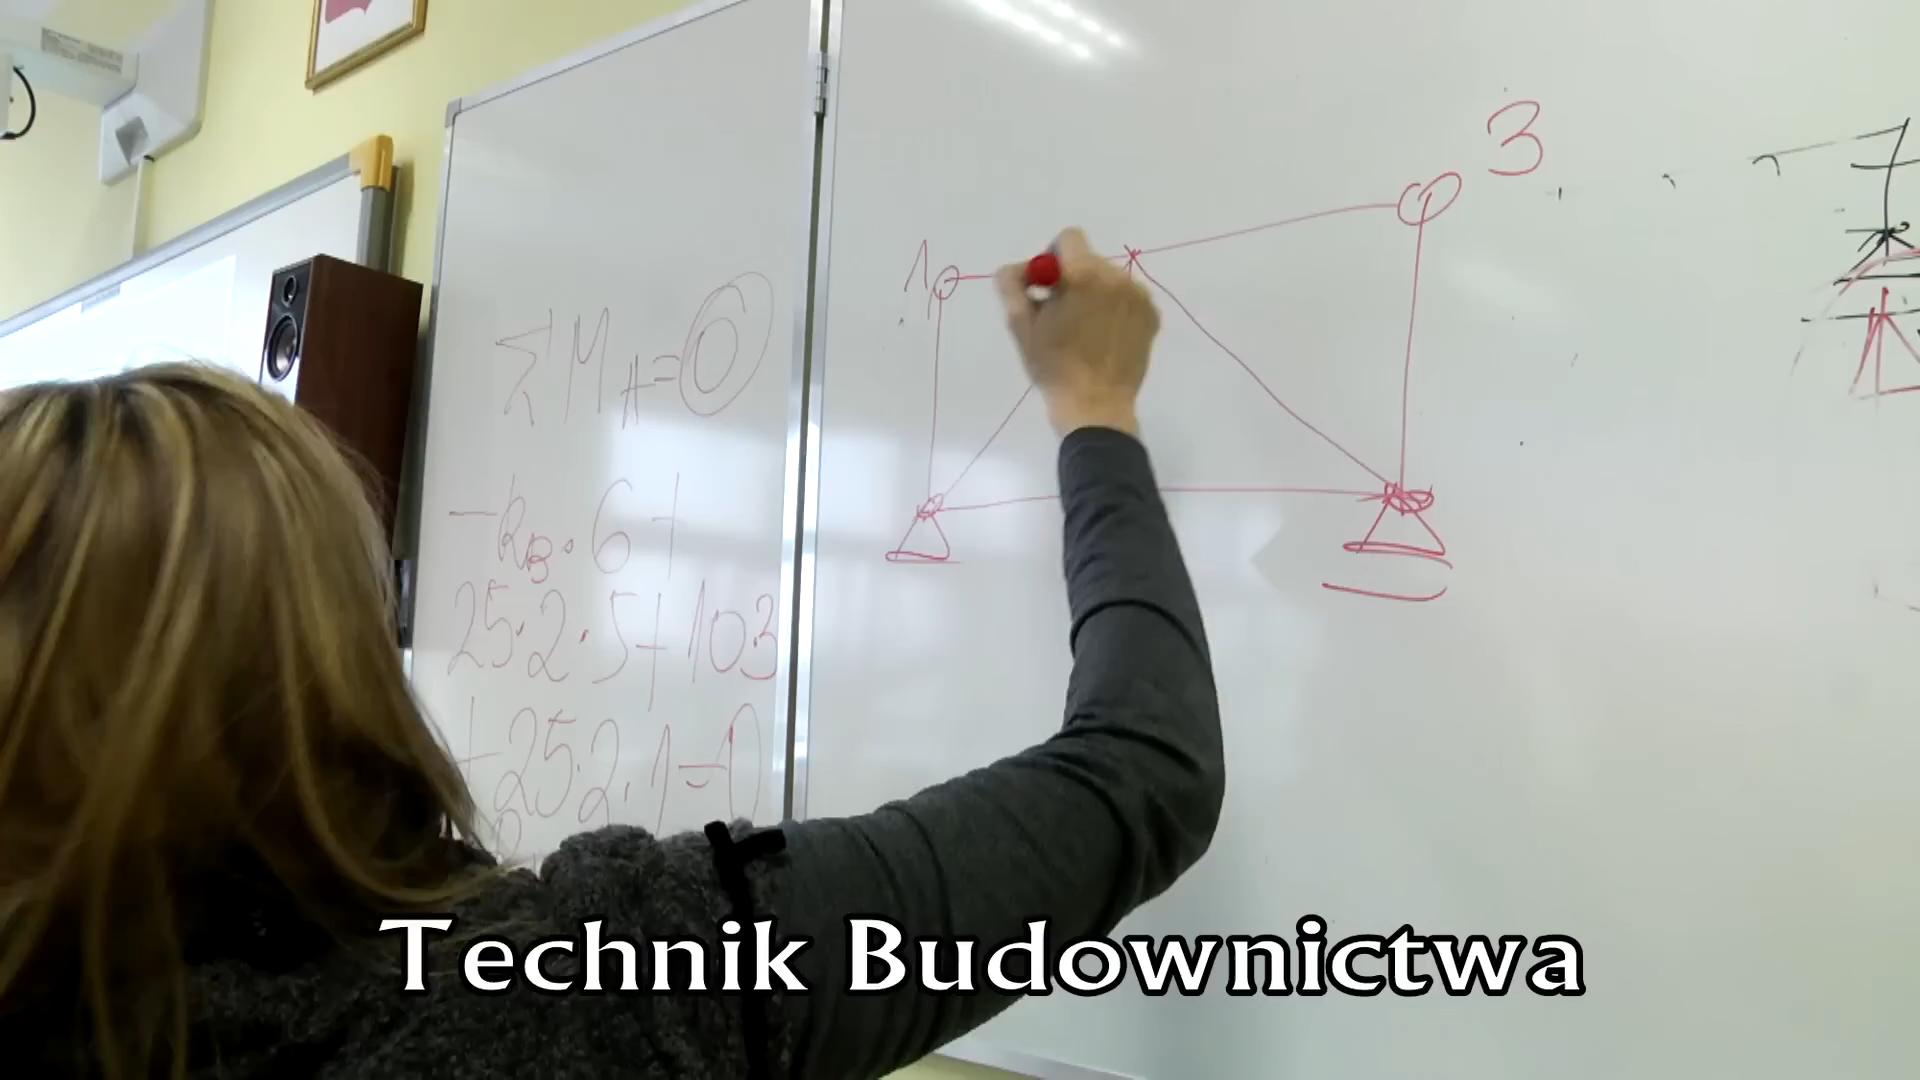 ΣM_A=0
-R_B·6+
25·2·5+10·3
+25·2·1=0
1
3
Technik Budownictwa